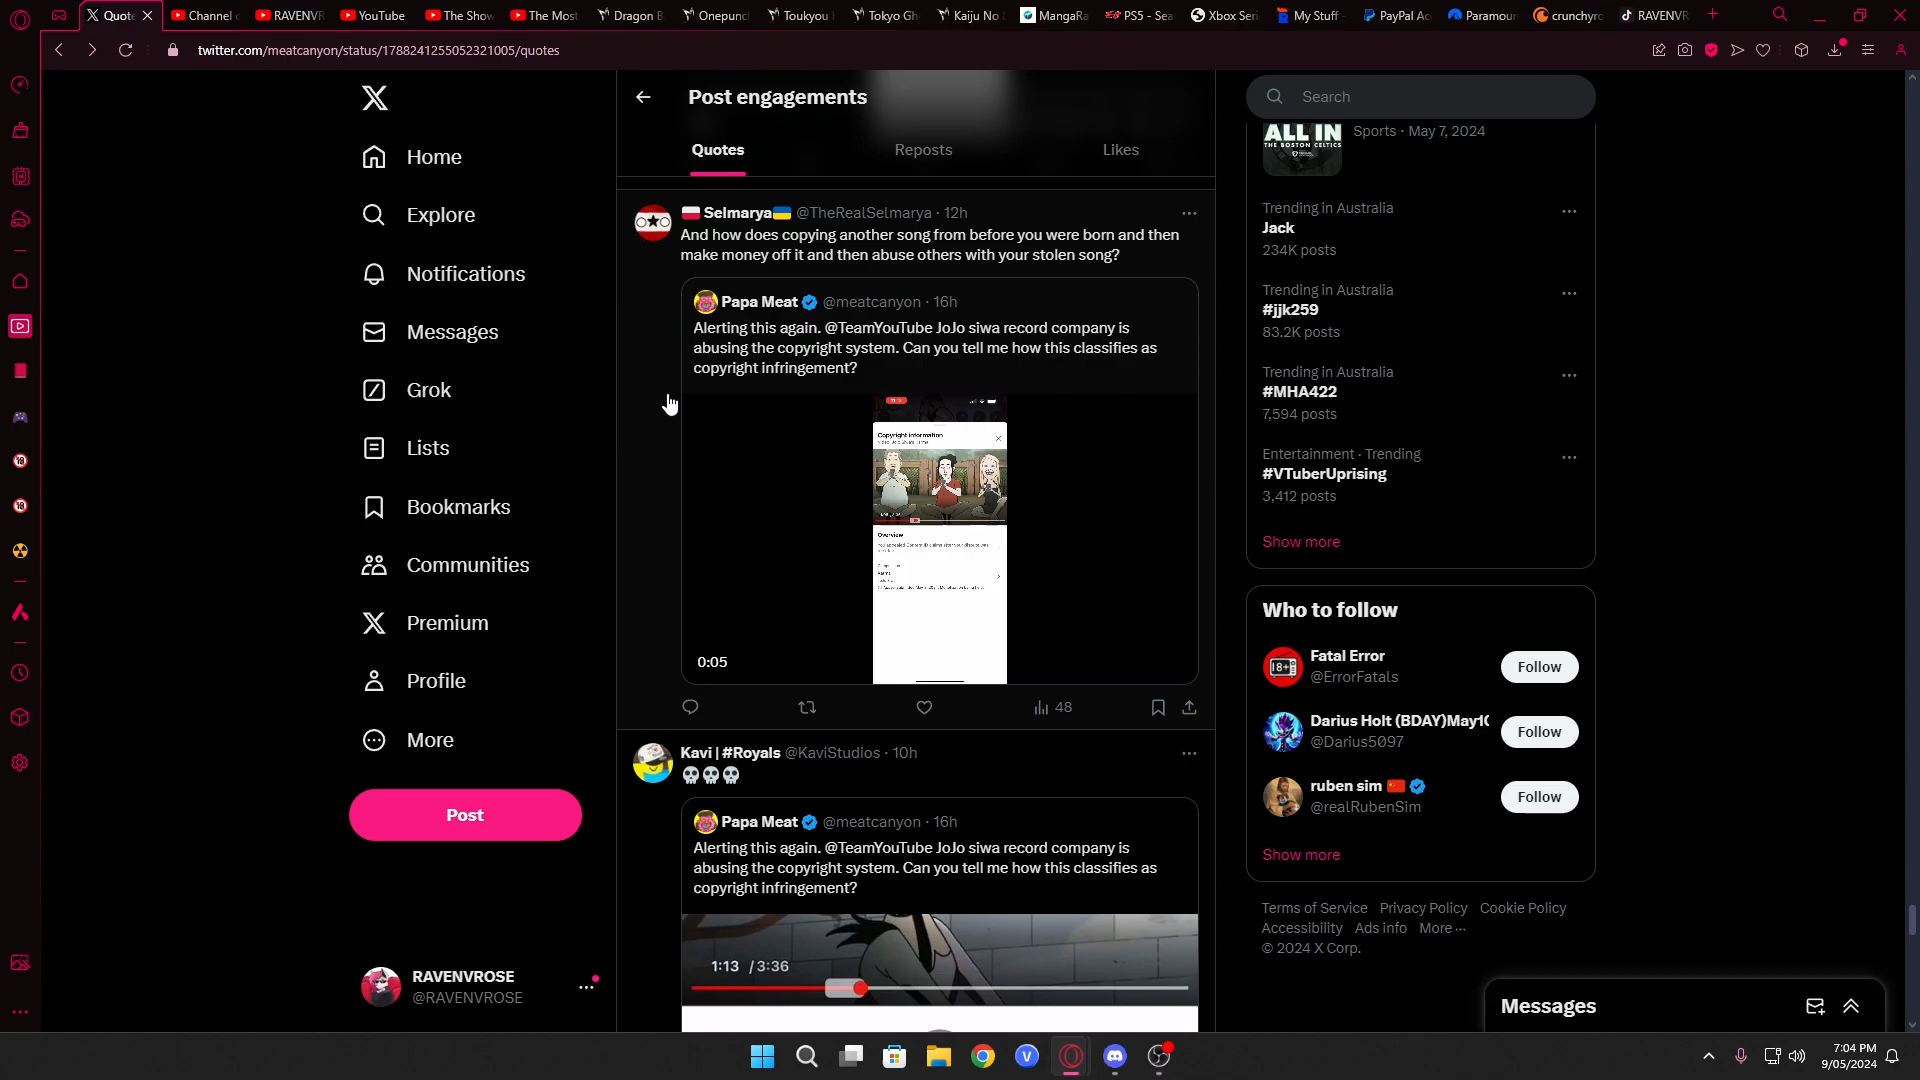 Quote
Channel
RAVENVR
YouTube
The Show
The Most
Dragon B
Onepunc
Toukyou
Tokyo Gh
Kaiju No
MangaRa
PS5 - Sea
Xbox Seri
My Stuff
PayPal Ac
Paramoun
crunchyro
RAVENVR
twitter.com/meatcanyon/status/1788241255052321005/quotes
Home
Explore
Notifications
Messages
Grok
Lists
Bookmarks
Communities
Premium
Profile
More
Post
RAVENVROSE
@RAVENVROSE
Post engagements
Quotes
Reposts
Likes
Selmarya @TheRealSelmarya · 12h
And how does copying another song from before you were born and then
make money off it and then abuse others with your stolen song?
Papa Meat @meatcanyon · 16h
Alerting this again. @TeamYouTube JoJo siwa record company is
abusing the copyright system. Can you tell me how this classifies as
copyright infringement?
Copyright information
Overview
0:05
48
Kavi | #Royals @KaviStudios · 10h
💀💀💀
Papa Meat @meatcanyon · 16h
Alerting this again. @TeamYouTube JoJo siwa record company is
abusing the copyright system. Can you tell me how this classifies as
copyright infringement?
1:13 / 3:36
Search
ALL IN
THE BOSTON CELTICS
Sports · May 7, 2024
Trending in Australia
Jack
234K posts
Trending in Australia
#jjk259
83.2K posts
Trending in Australia
#MHA422
7,594 posts
Entertainment · Trending
#VTuberUprising
3,412 posts
Show more
Who to follow
Fatal Error
@ErrorFatals
Follow
18+
Darius Holt (BDAY)May1
@Darius5097
Follow
ruben sim
@realRubenSim
Follow
Show more
Terms of Service Privacy Policy Cookie Policy
Accessibility Ads info More ···
© 2024 X Corp.
Messages
7:04 PM
9/05/2024